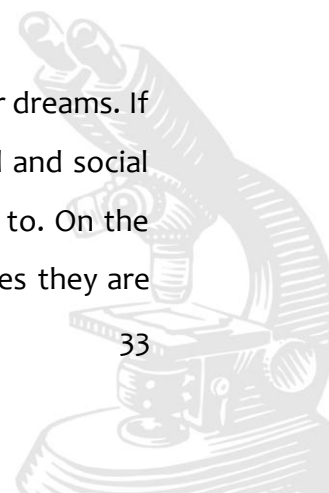 r dreams. If
l and social
to. On the
es they are
33